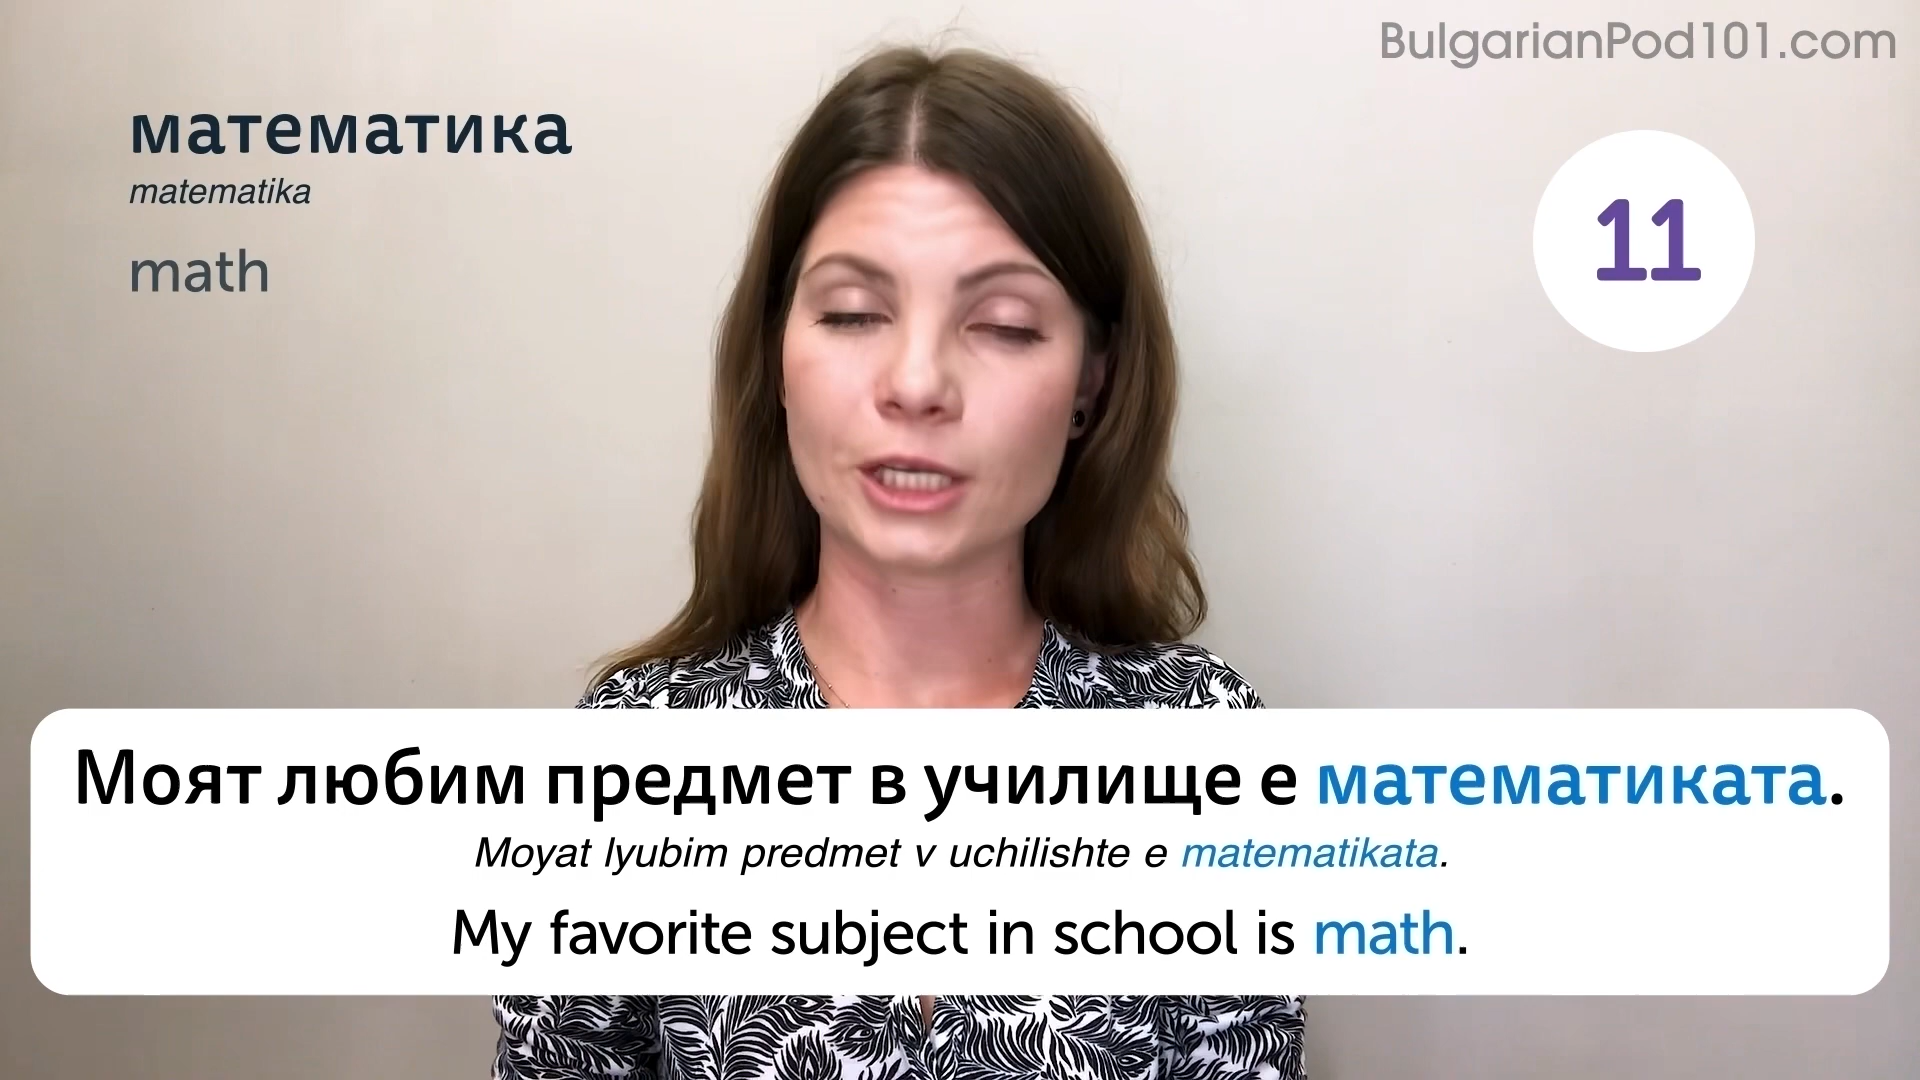 BulgarianPod101.com
математика
matematika
math
11
Моят любим предмет в училище е математиката.
Moyat lyubim predmet v uchilishte e matematikata.
My favorite subject in school is math.